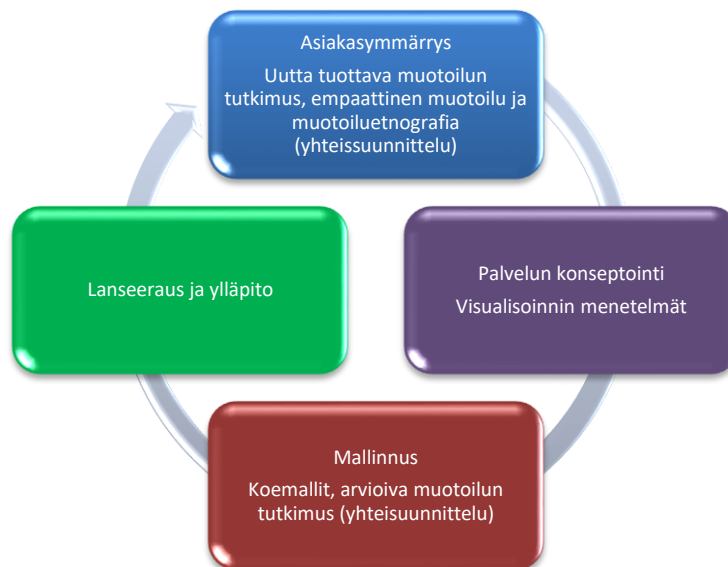 Asiakasymmärrys
Uutta tuottava muotoilun
tutkimus, empaattinen muotoilu ja
muotoiluetnografia
(yhteissuunnittelu)
Palvelun konseptointi
Visualisoinnin menetelmät
Mallinnus
Koemallit, arvioiva muotoilun
tutkimus (yhteisuunnittelu)
Lanseeraus ja ylläpito